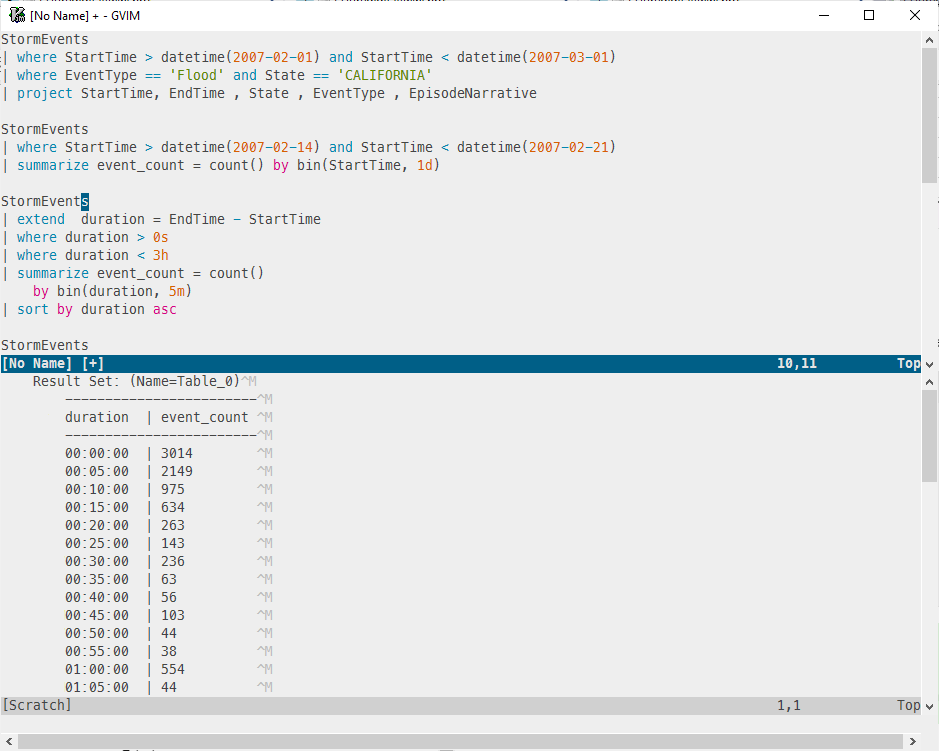 [No Name] + - GVIM
StormEvents
| where StartTime > datetime(2007-02-01) and StartTime < datetime(2007-03-01)
| where EventType == 'Flood' and State == 'CALIFORNIA'
| project StartTime, EndTime , State , EventType , EpisodeNarrative

StormEvents
| where StartTime > datetime(2007-02-14) and StartTime < datetime(2007-02-21)
| summarize event_count = count() by bin(StartTime, 1d)

StormEvents
| extend  duration = EndTime - StartTime
| where duration > 0s
| where duration < 3h
| summarize event_count = count()
    by bin(duration, 5m)
| sort by duration asc

StormEvents
[No Name] [+] 10,11 Top
    Result Set: (Name=Table_0)^M
        ------------------------^M
        duration  | event_count ^M
        ------------------------^M
        00:00:00  | 3014        ^M
        00:05:00  | 2149        ^M
        00:10:00  | 975         ^M
        00:15:00  | 634         ^M
        00:20:00  | 263         ^M
        00:25:00  | 143         ^M
        00:30:00  | 236         ^M
        00:35:00  | 63          ^M
        00:40:00  | 56          ^M
        00:45:00  | 103         ^M
        00:50:00  | 44          ^M
        00:55:00  | 38          ^M
        01:00:00  | 554         ^M
        01:05:00  | 44          ^M
[Scratch] 1,1 Top